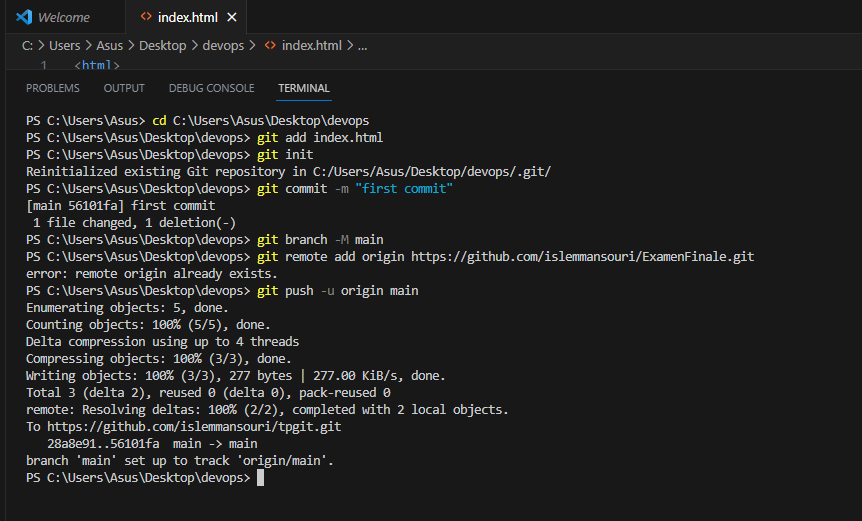 Welcome index.html
C: > Users > Asus > Desktop > devops > index.html > ...
1 <html>
PROBLEMS OUTPUT DEBUG CONSOLE TERMINAL
PS C:\Users\Asus> cd C:\Users\Asus\Desktop\devops
PS C:\Users\Asus\Desktop\devops> git add index.html
PS C:\Users\Asus\Desktop\devops> git init
Reinitialized existing Git repository in C:/Users/Asus/Desktop/devops/.git/
PS C:\Users\Asus\Desktop\devops> git commit -m "first commit"
[main 56101fa] first commit
 1 file changed, 1 deletion(-)
PS C:\Users\Asus\Desktop\devops> git branch -M main
PS C:\Users\Asus\Desktop\devops> git remote add origin https://github.com/islemmansouri/ExamenFinale.git
error: remote origin already exists.
PS C:\Users\Asus\Desktop\devops> git push -u origin main
Enumerating objects: 5, done.
Counting objects: 100% (5/5), done.
Delta compression using up to 4 threads
Compressing objects: 100% (3/3), done.
Writing objects: 100% (3/3), 277 bytes | 277.00 KiB/s, done.
Total 3 (delta 2), reused 0 (delta 0), pack-reused 0
remote: Resolving deltas: 100% (2/2), completed with 2 local objects.
To https://github.com/islemmansouri/tpgit.git
   28a8e91..56101fa  main -> main
branch 'main' set up to track 'origin/main'.
PS C:\Users\Asus\Desktop\devops>